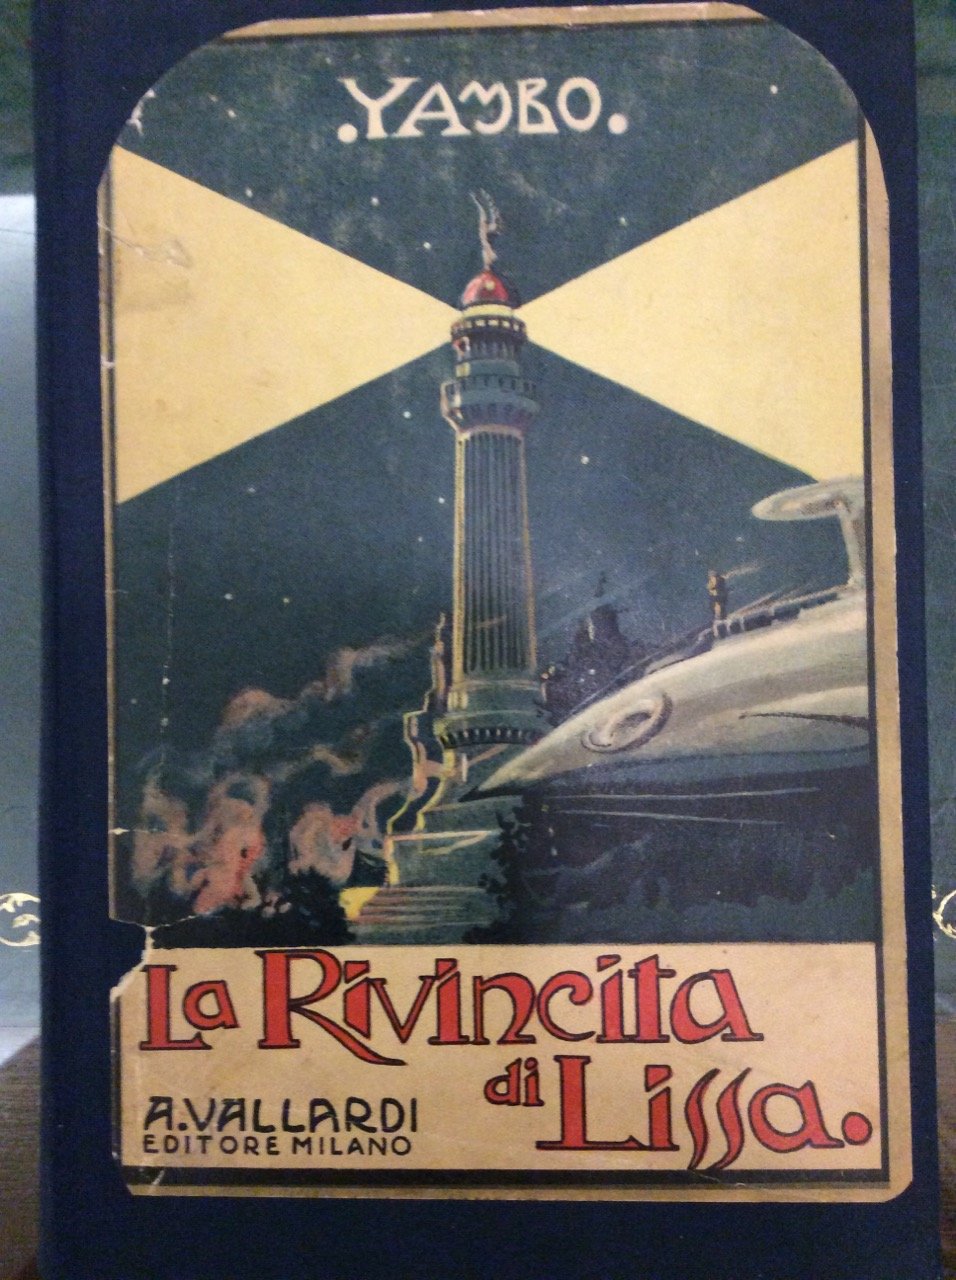 .YAMBO.
La Rivincita
di Lissa.
A.VALLARDI
EDITORE MILANO